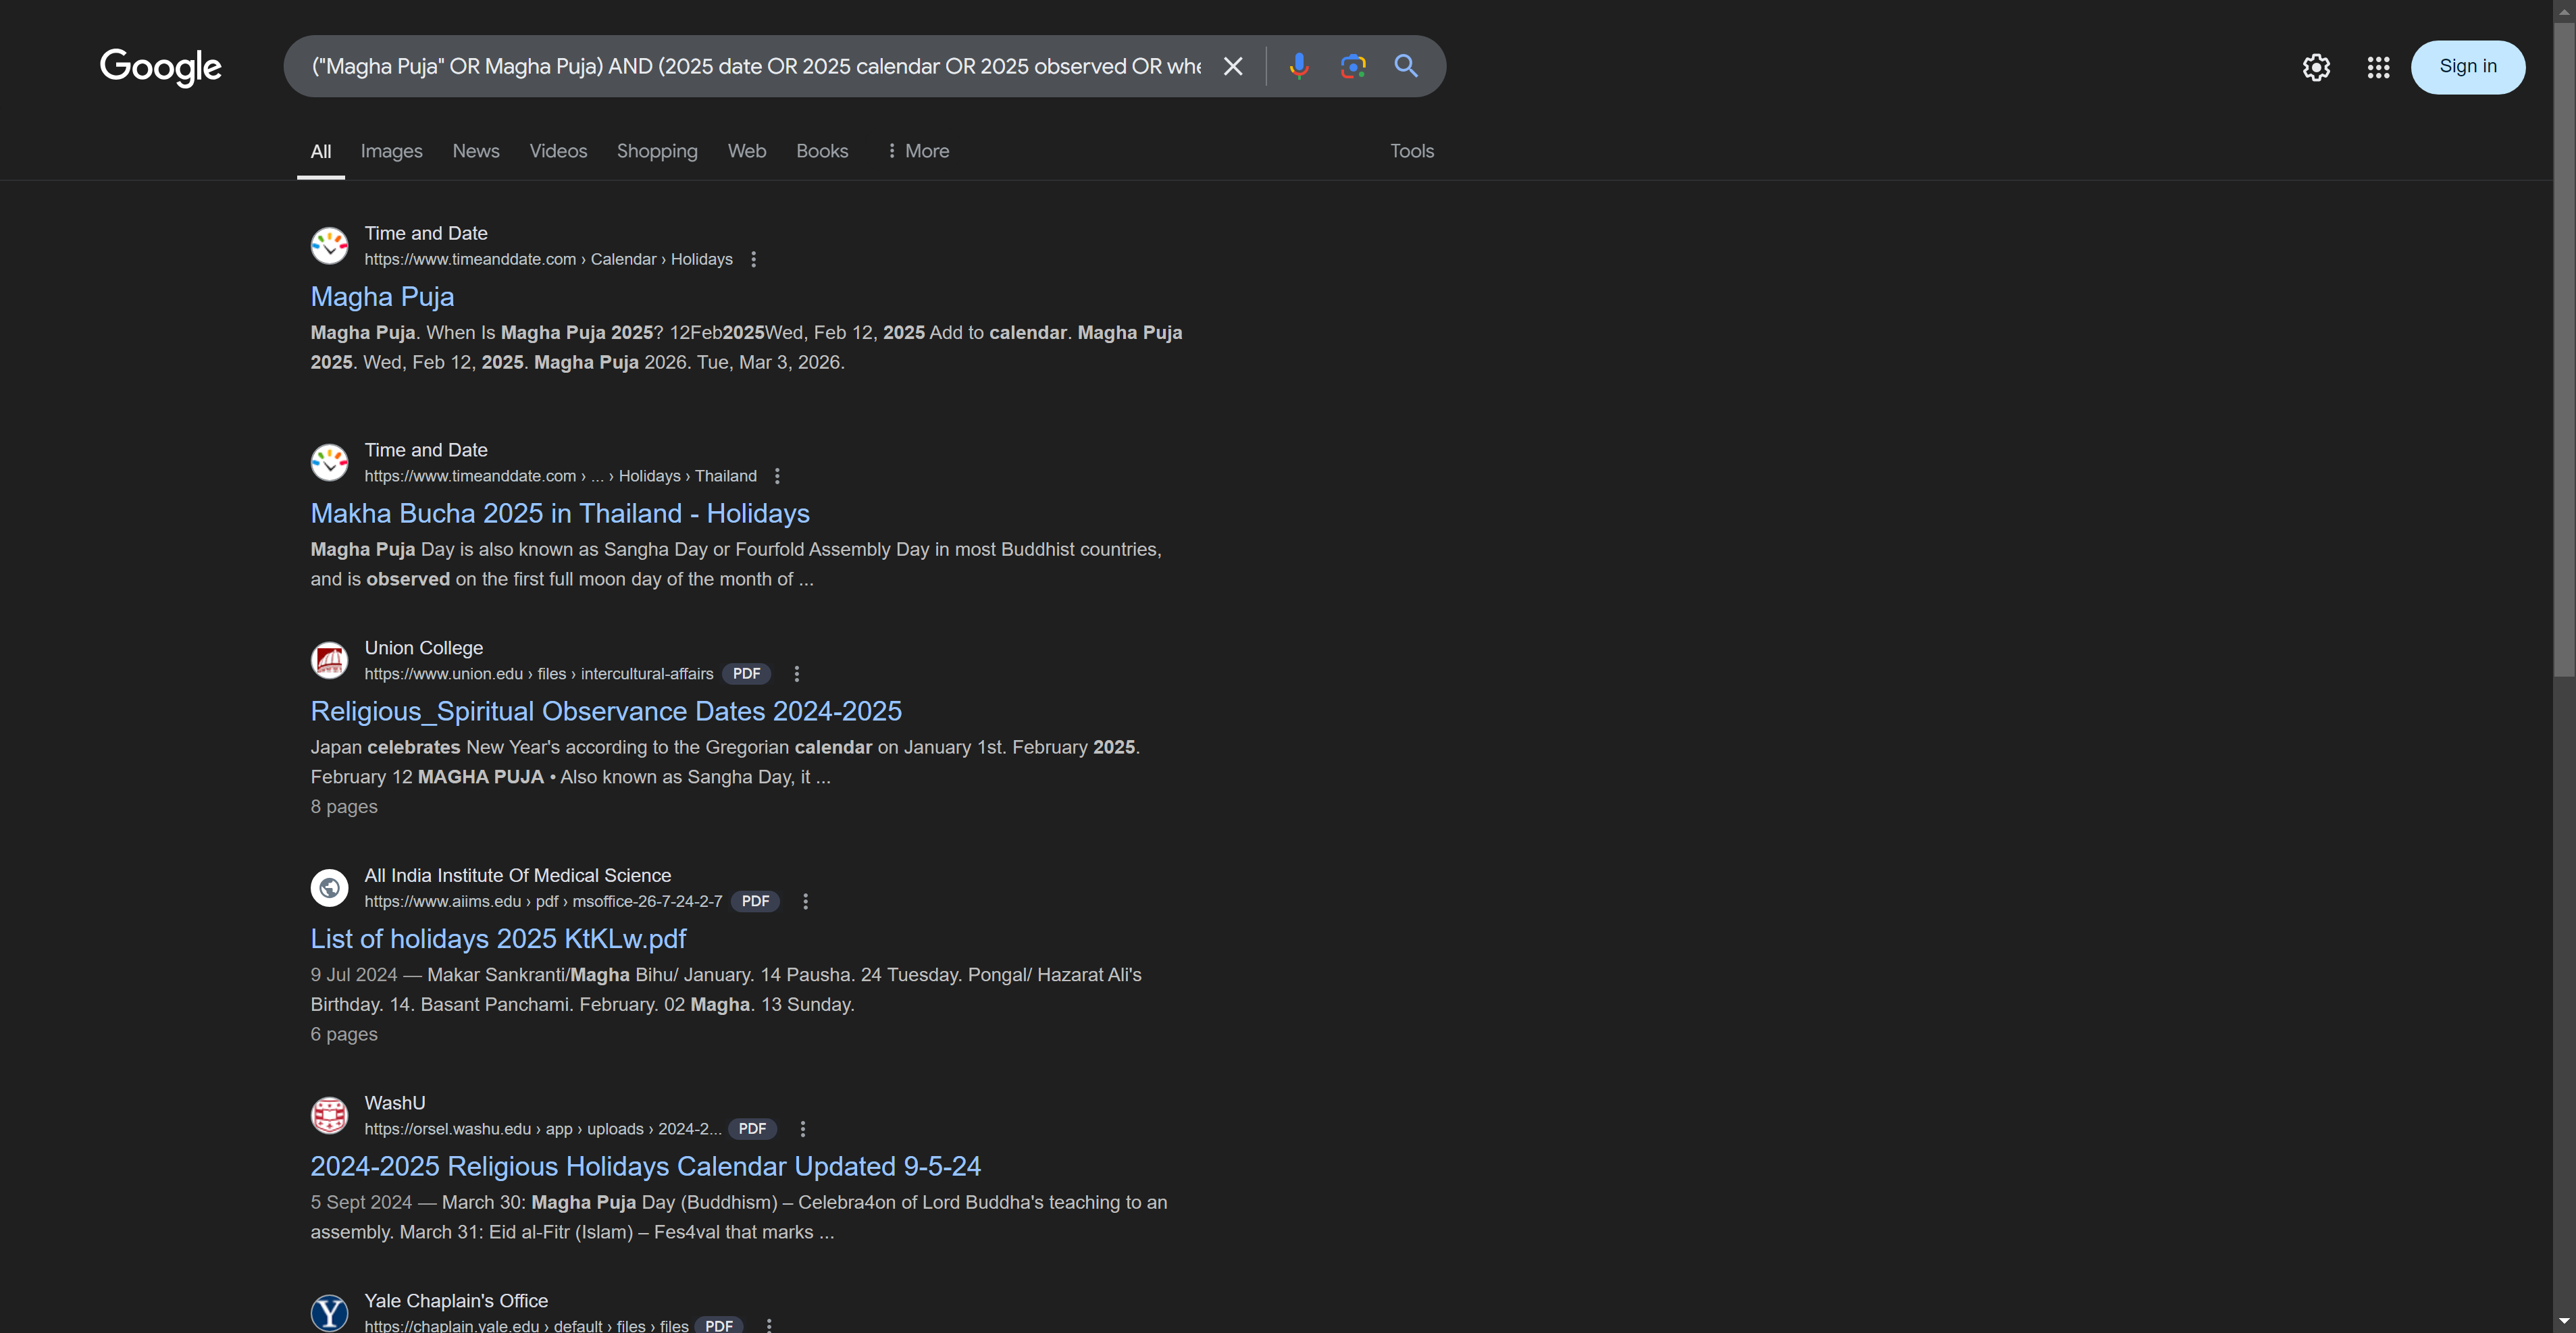 Google
("Magha Puja" OR Magha Puja) AND (2025 date OR 2025 calendar OR 2025 observed OR whe
Sign in
All Images News Videos Shopping Web Books More Tools
Time and Date
https://www.timeanddate.com › Calendar › Holidays
Magha Puja
Magha Puja. When Is Magha Puja 2025? 12Feb2025Wed, Feb 12, 2025 Add to calendar. Magha Puja
2025. Wed, Feb 12, 2025. Magha Puja 2026. Tue, Mar 3, 2026.
Time and Date
https://www.timeanddate.com › ... › Holidays › Thailand
Makha Bucha 2025 in Thailand - Holidays
Magha Puja Day is also known as Sangha Day or Fourfold Assembly Day in most Buddhist countries,
and is observed on the first full moon day of the month of ...
Union College
https://www.union.edu › files › intercultural-affairs PDF
Religious_Spiritual Observance Dates 2024-2025
Japan celebrates New Year's according to the Gregorian calendar on January 1st. February 2025.
February 12 MAGHA PUJA • Also known as Sangha Day, it ...
8 pages
All India Institute Of Medical Science
https://www.aiims.edu › pdf › msoffice-26-7-24-2-7 PDF
List of holidays 2025 KtKLw.pdf
9 Jul 2024 — Makar Sankranti/Magha Bihu/ January. 14 Pausha. 24 Tuesday. Pongal/ Hazarat Ali's
Birthday. 14. Basant Panchami. February. 02 Magha. 13 Sunday.
6 pages
WashU
https://orsel.washu.edu › app › uploads › 2024-2... PDF
2024-2025 Religious Holidays Calendar Updated 9-5-24
5 Sept 2024 — March 30: Magha Puja Day (Buddhism) – Celebra4on of Lord Buddha's teaching to an
assembly. March 31: Eid al-Fitr (Islam) – Fes4val that marks ...
Yale Chaplain's Office
https://chaplain.yale.edu › default › files › files PDF